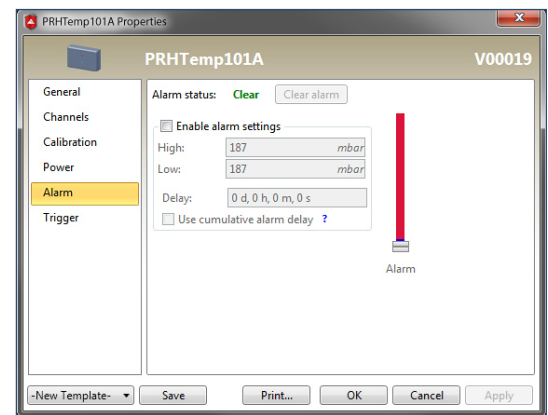 PRHTemp101A Properties
PRHTemp101A V00019
General
Channels
Calibration
Power
Alarm
Trigger
Alarm status: Clear Clear alarm
Enable alarm settings
High: 187 mbar
Low: 187 mbar
Delay: 0 d, 0 h, 0 m, 0 s
Use cumulative alarm delay ?
Alarm
-New Template- Save Print... OK Cancel Apply